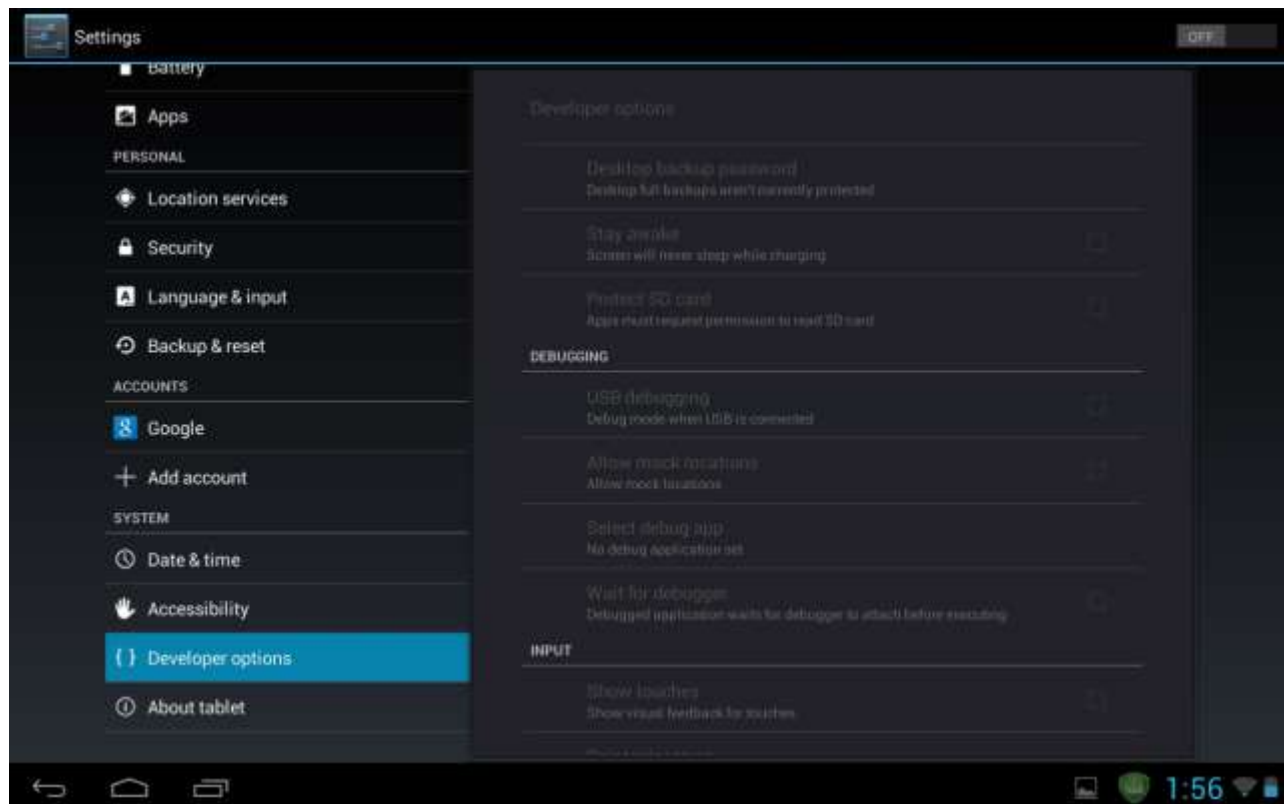 Settings
OFF
Battery
Apps
PERSONAL
Location services
Security
Language & input
Backup & reset
ACCOUNTS
Google
Add account
SYSTEM
Date & time
Accessibility
{ } Developer options
About tablet
Developer options
Desktop backup password
Desktop full backups aren't currently protected
Stay awake
Screen will never sleep while charging
Protect SD card
Apps must request permission to read SD card
DEBUGGING
USB debugging
Debug mode when USB is connected
Allow mock locations
Allow mock locations
Select debug app
No debug application set
Wait for debugger
Debugged application waits for debugger to attach before executing
INPUT
Show touches
Show visual feedback for touches
1:56